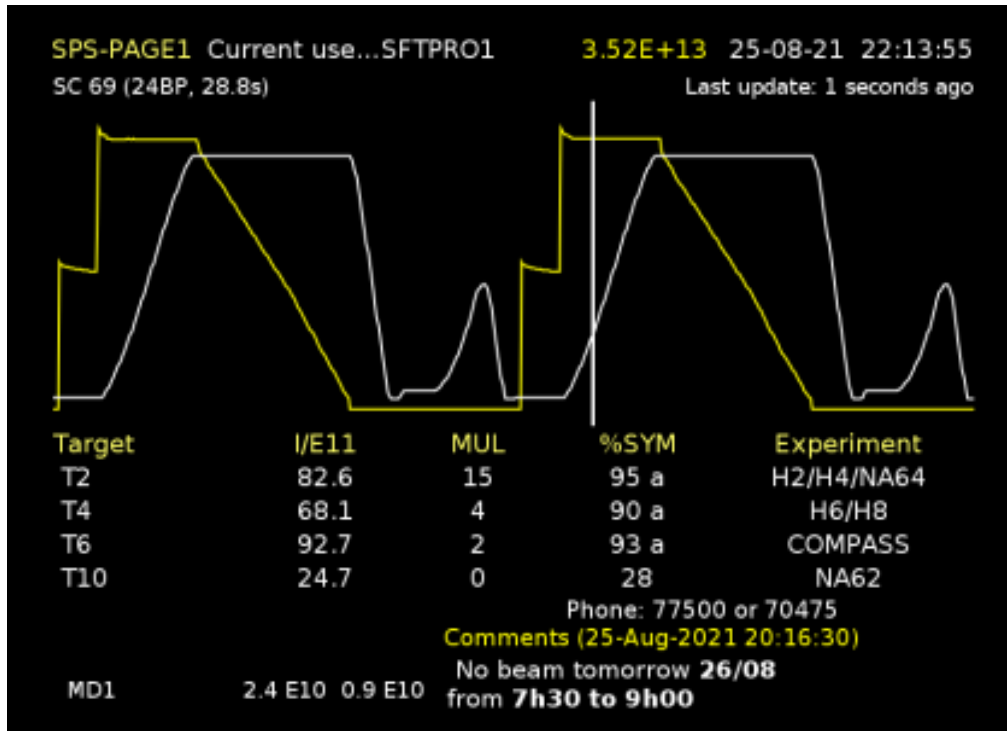 SPS-PAGE1 Current use...SFTPRO1 3.52E+13 25-08-21 22:13:55
SC 69 (24BP, 28.8s) Last update: 1 seconds ago
Target I/E11 MUL %SYM Experiment
T2 82.6 15 95 a H2/H4/NA64
T4 68.1 4 90 a H6/H8
T6 92.7 2 93 a COMPASS
T10 24.7 0 28 NA62
Phone: 77500 or 70475
Comments (25-Aug-2021 20:16:30)
No beam tomorrow 26/08
MD1 2.4 E10 0.9 E10 from 7h30 to 9h00